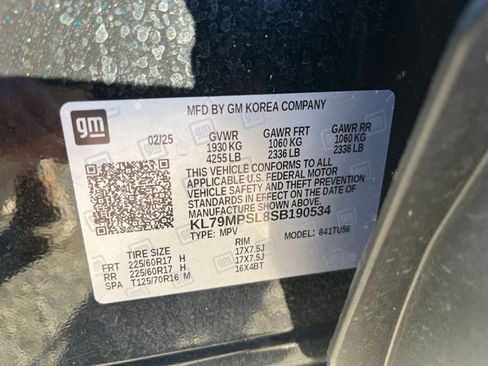 MFD BY GM KOREA COMPANY
gm
02/25 GVWR GAWR FRT GAWR RR
1930 KG 1060 KG 1060 KG
4255 LB 2336 LB 2336 LB
THIS VEHICLE CONFORMS TO ALL
APPLICABLE U.S. FEDERAL MOTOR
VEHICLE SAFETY AND THEFT PREVENTION
STANDARDS IN EFFECT ON THE DATE OF
MANUFACTURE SHOWN ABOVE.
KL79MPSL8SB190534
TYPE: MPV MODEL: 841TU56
TIRE SIZE RIM
FRT 225/60R17 H 17X7.5J
RR 225/60R17 H 17X7.5J
SPA T125/70R16 M 16X4BT